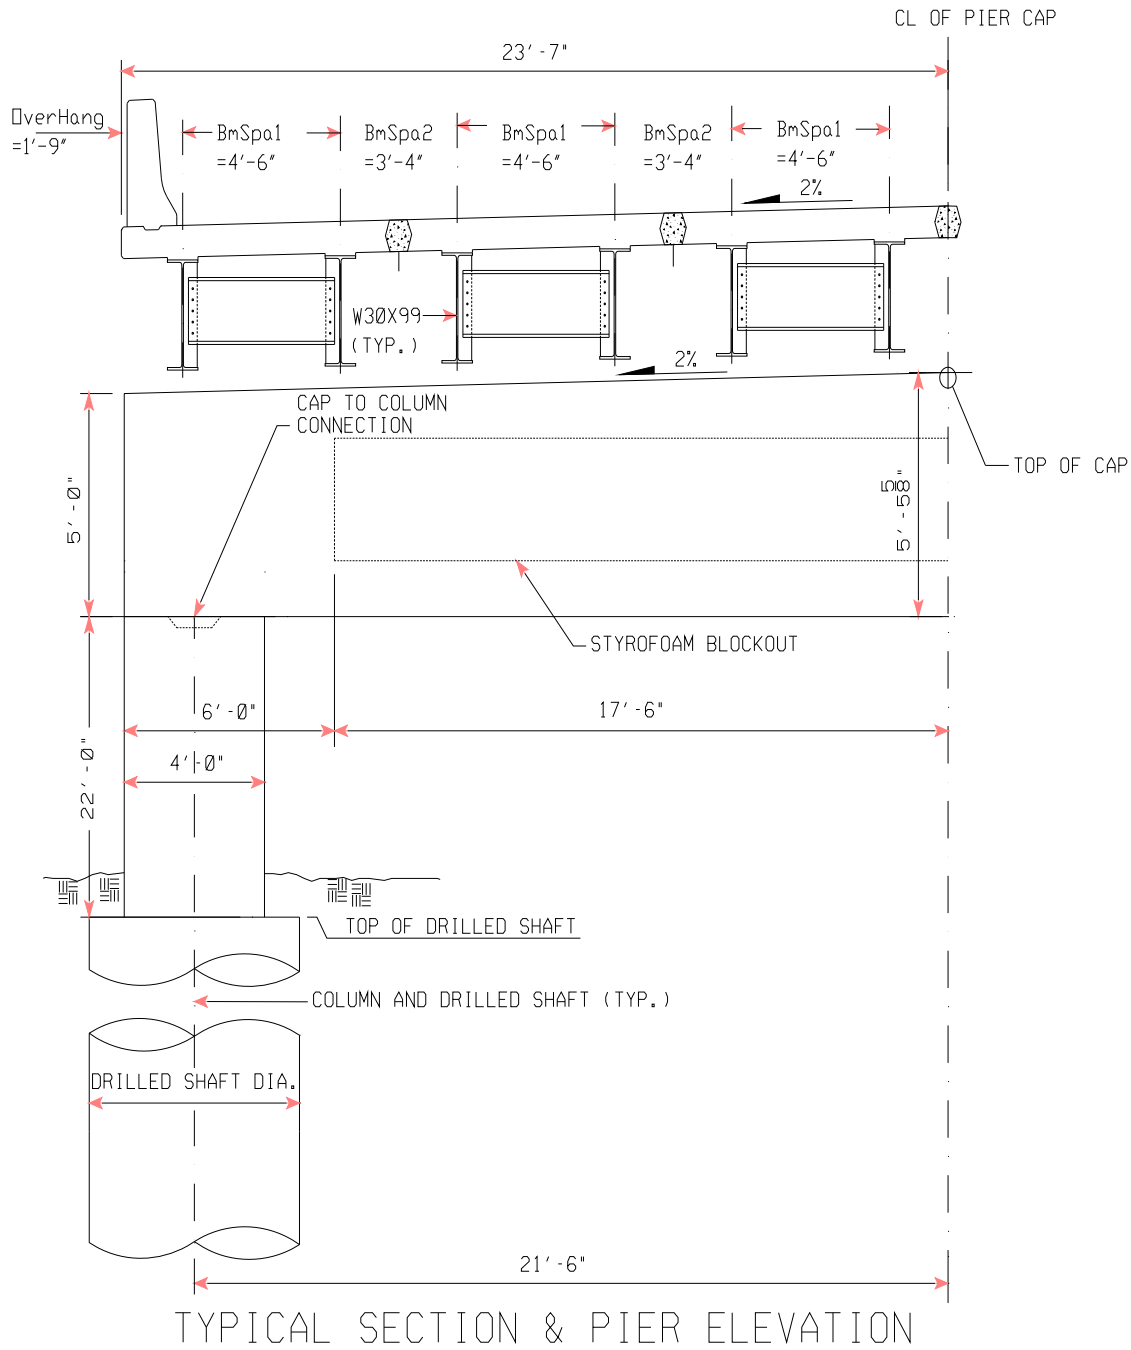 CL OF PIER CAP
23'-7"
OverHang
=1'-9"
BmSpa1
=4'-6"
BmSpa2
=3'-4"
BmSpa1
=4'-6"
BmSpa2
=3'-4"
BmSpa1
=4'-6"
2%
W30X99
(TYP.)
2%
CAP TO COLUMN
CONNECTION
TOP OF CAP
5'-0"
5'-5 5/8"
STYROFOAM BLOCKOUT
6'-0"
17'-6"
4'-0"
22'-0"
TOP OF DRILLED SHAFT
COLUMN AND DRILLED SHAFT (TYP.)
DRILLED SHAFT DIA.
21'-6"
TYPICAL SECTION & PIER ELEVATION